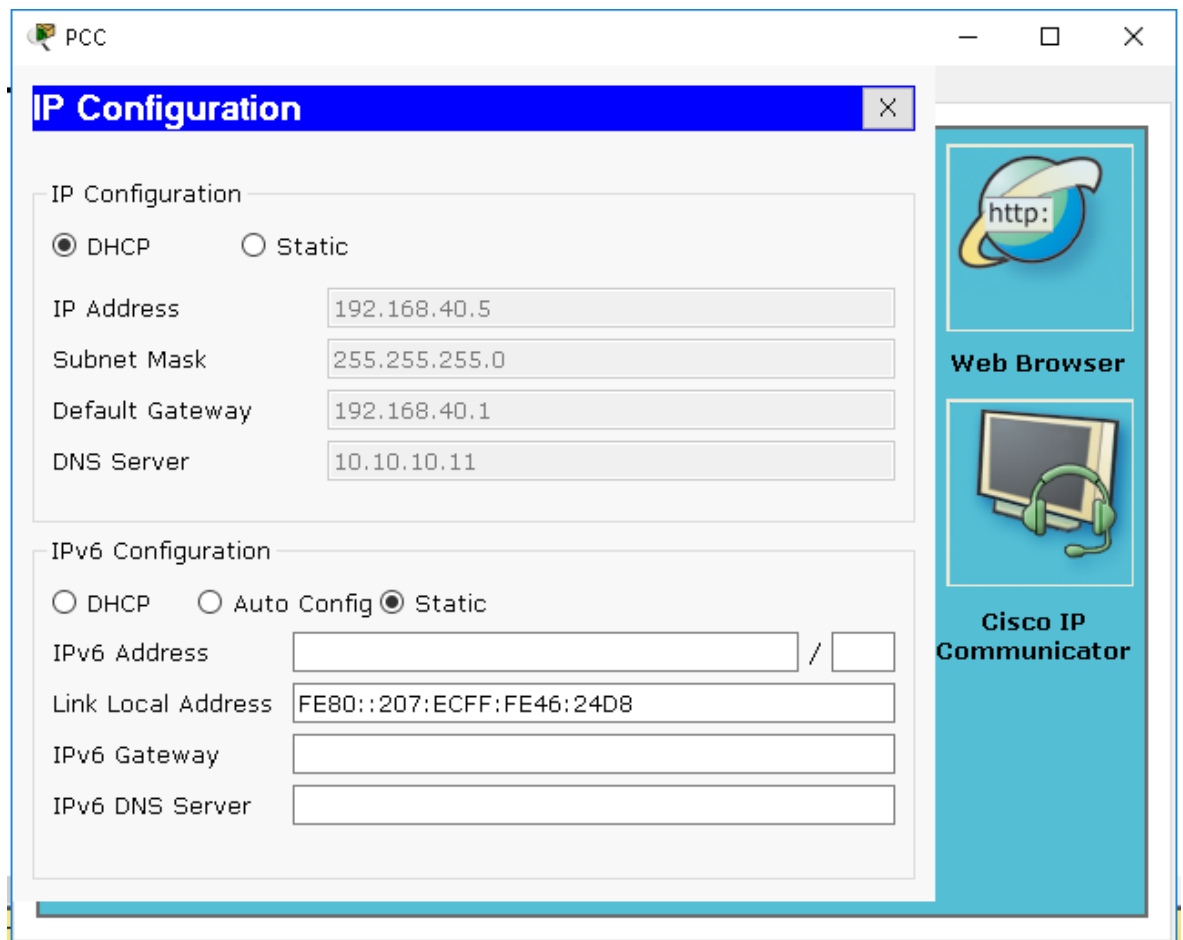 PCC
IP Configuration
X
IP Configuration
DHCP Static
IP Address 192.168.40.5
Subnet Mask 255.255.255.0
Default Gateway 192.168.40.1
DNS Server 10.10.10.11
IPv6 Configuration
DHCP Auto Config Static
IPv6 Address /
Link Local Address FE80::207:ECFF:FE46:24D8
IPv6 Gateway
IPv6 DNS Server
http:
Web Browser
Cisco IP
Communicator